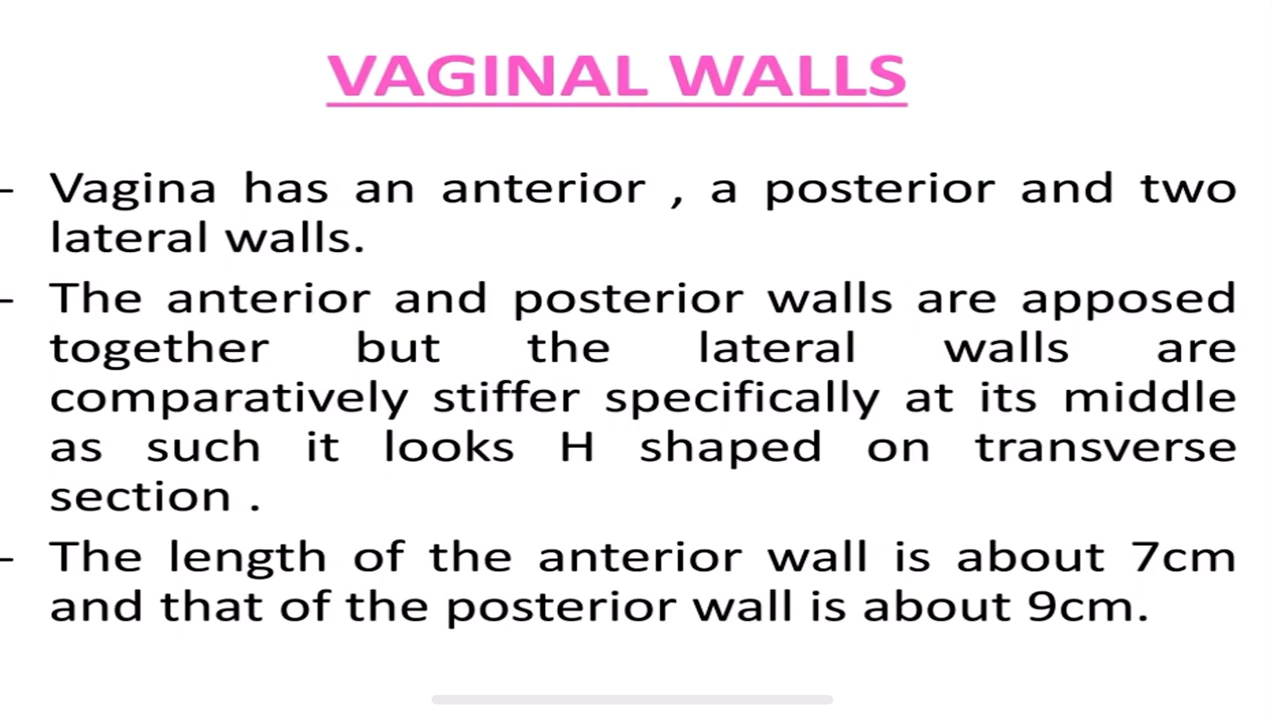 VAGINAL WALLS
- Vagina has an anterior , a posterior and two
lateral walls.
- The anterior and posterior walls are apposed
together but the lateral walls are
comparatively stiffer specifically at its middle
as such it looks H shaped on transverse
section .
- The length of the anterior wall is about 7cm
and that of the posterior wall is about 9cm.